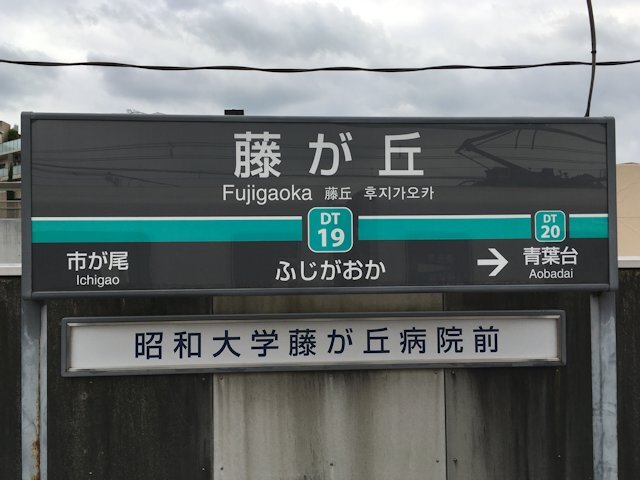 藤が丘
Fujigaoka 藤丘 후지가오카
DT
19
DT
20
市が尾
Ichigao
ふじがおか
→
青葉台
Aobadai
昭和大学藤が丘病院前